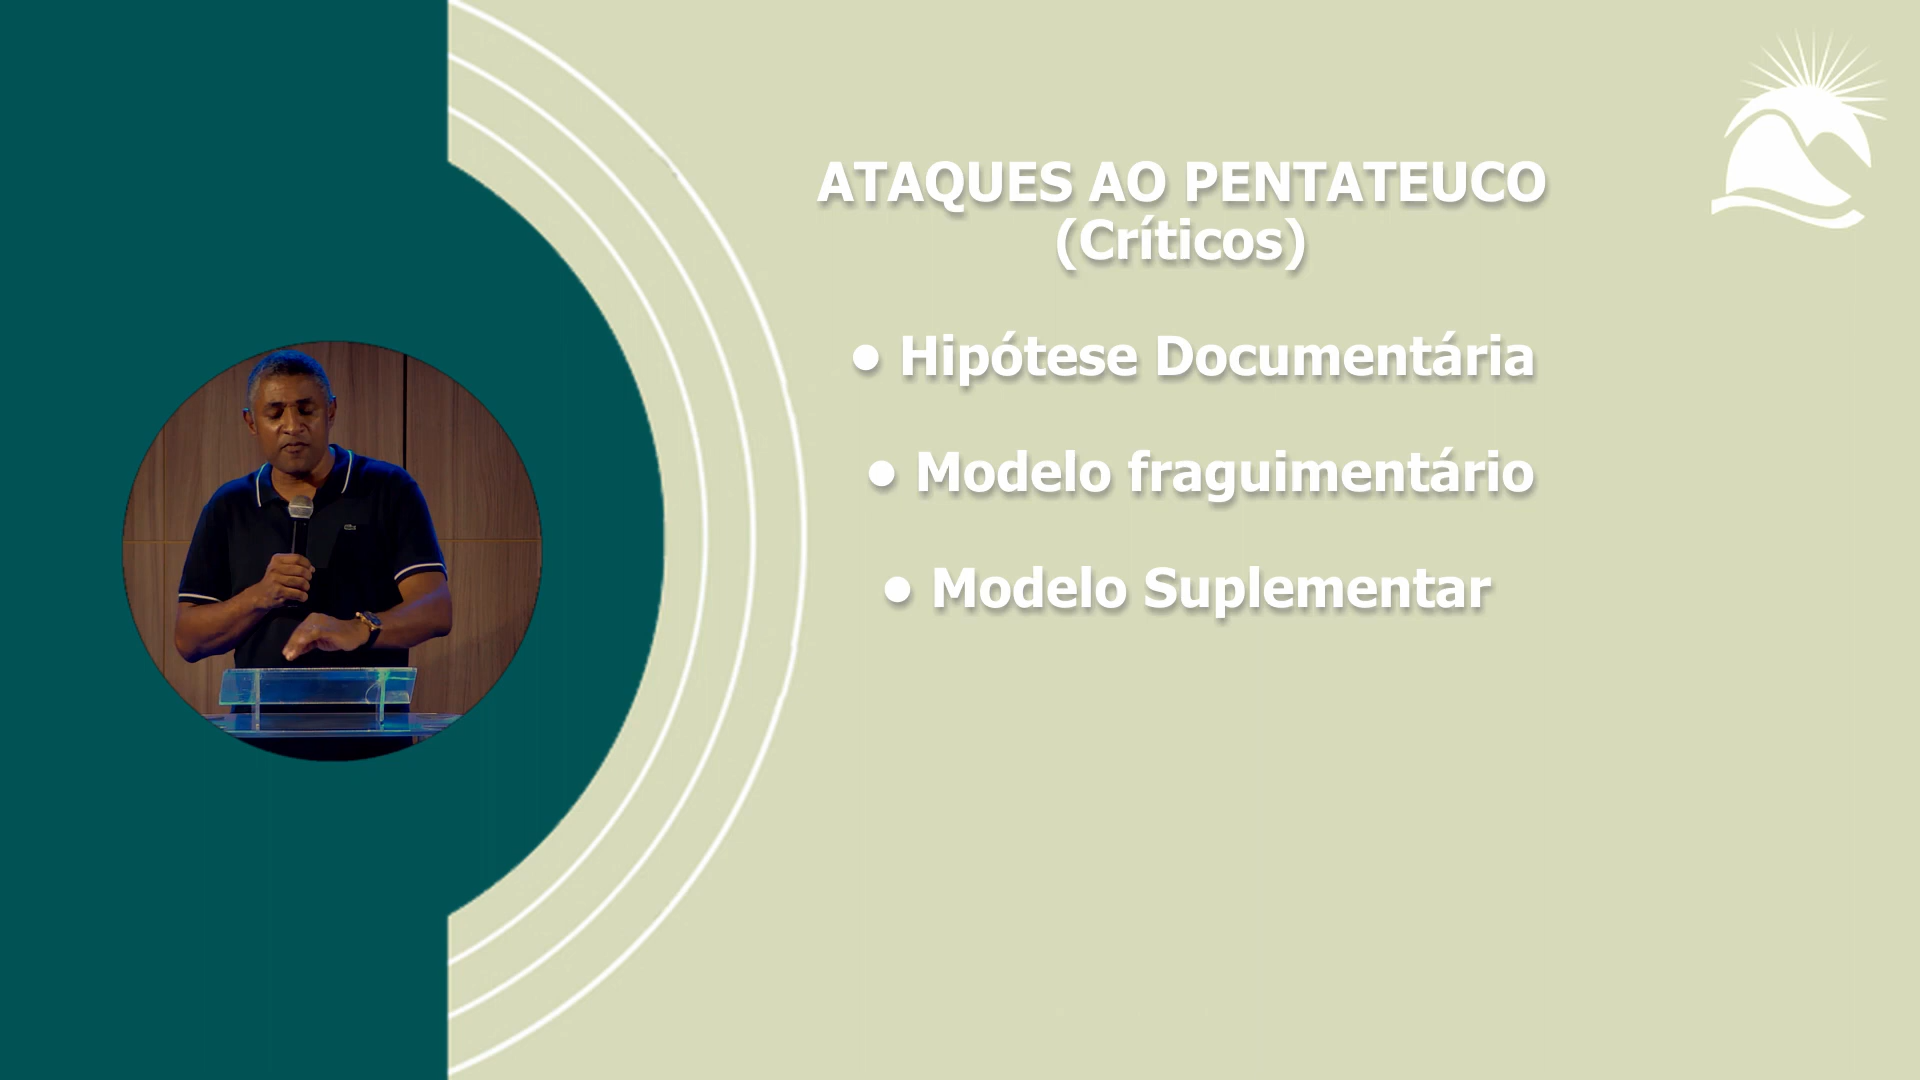 ATAQUES AO PENTATEUCO
(Críticos)
• Hipótese Documentária
• Modelo fraguimentário
• Modelo Suplementar